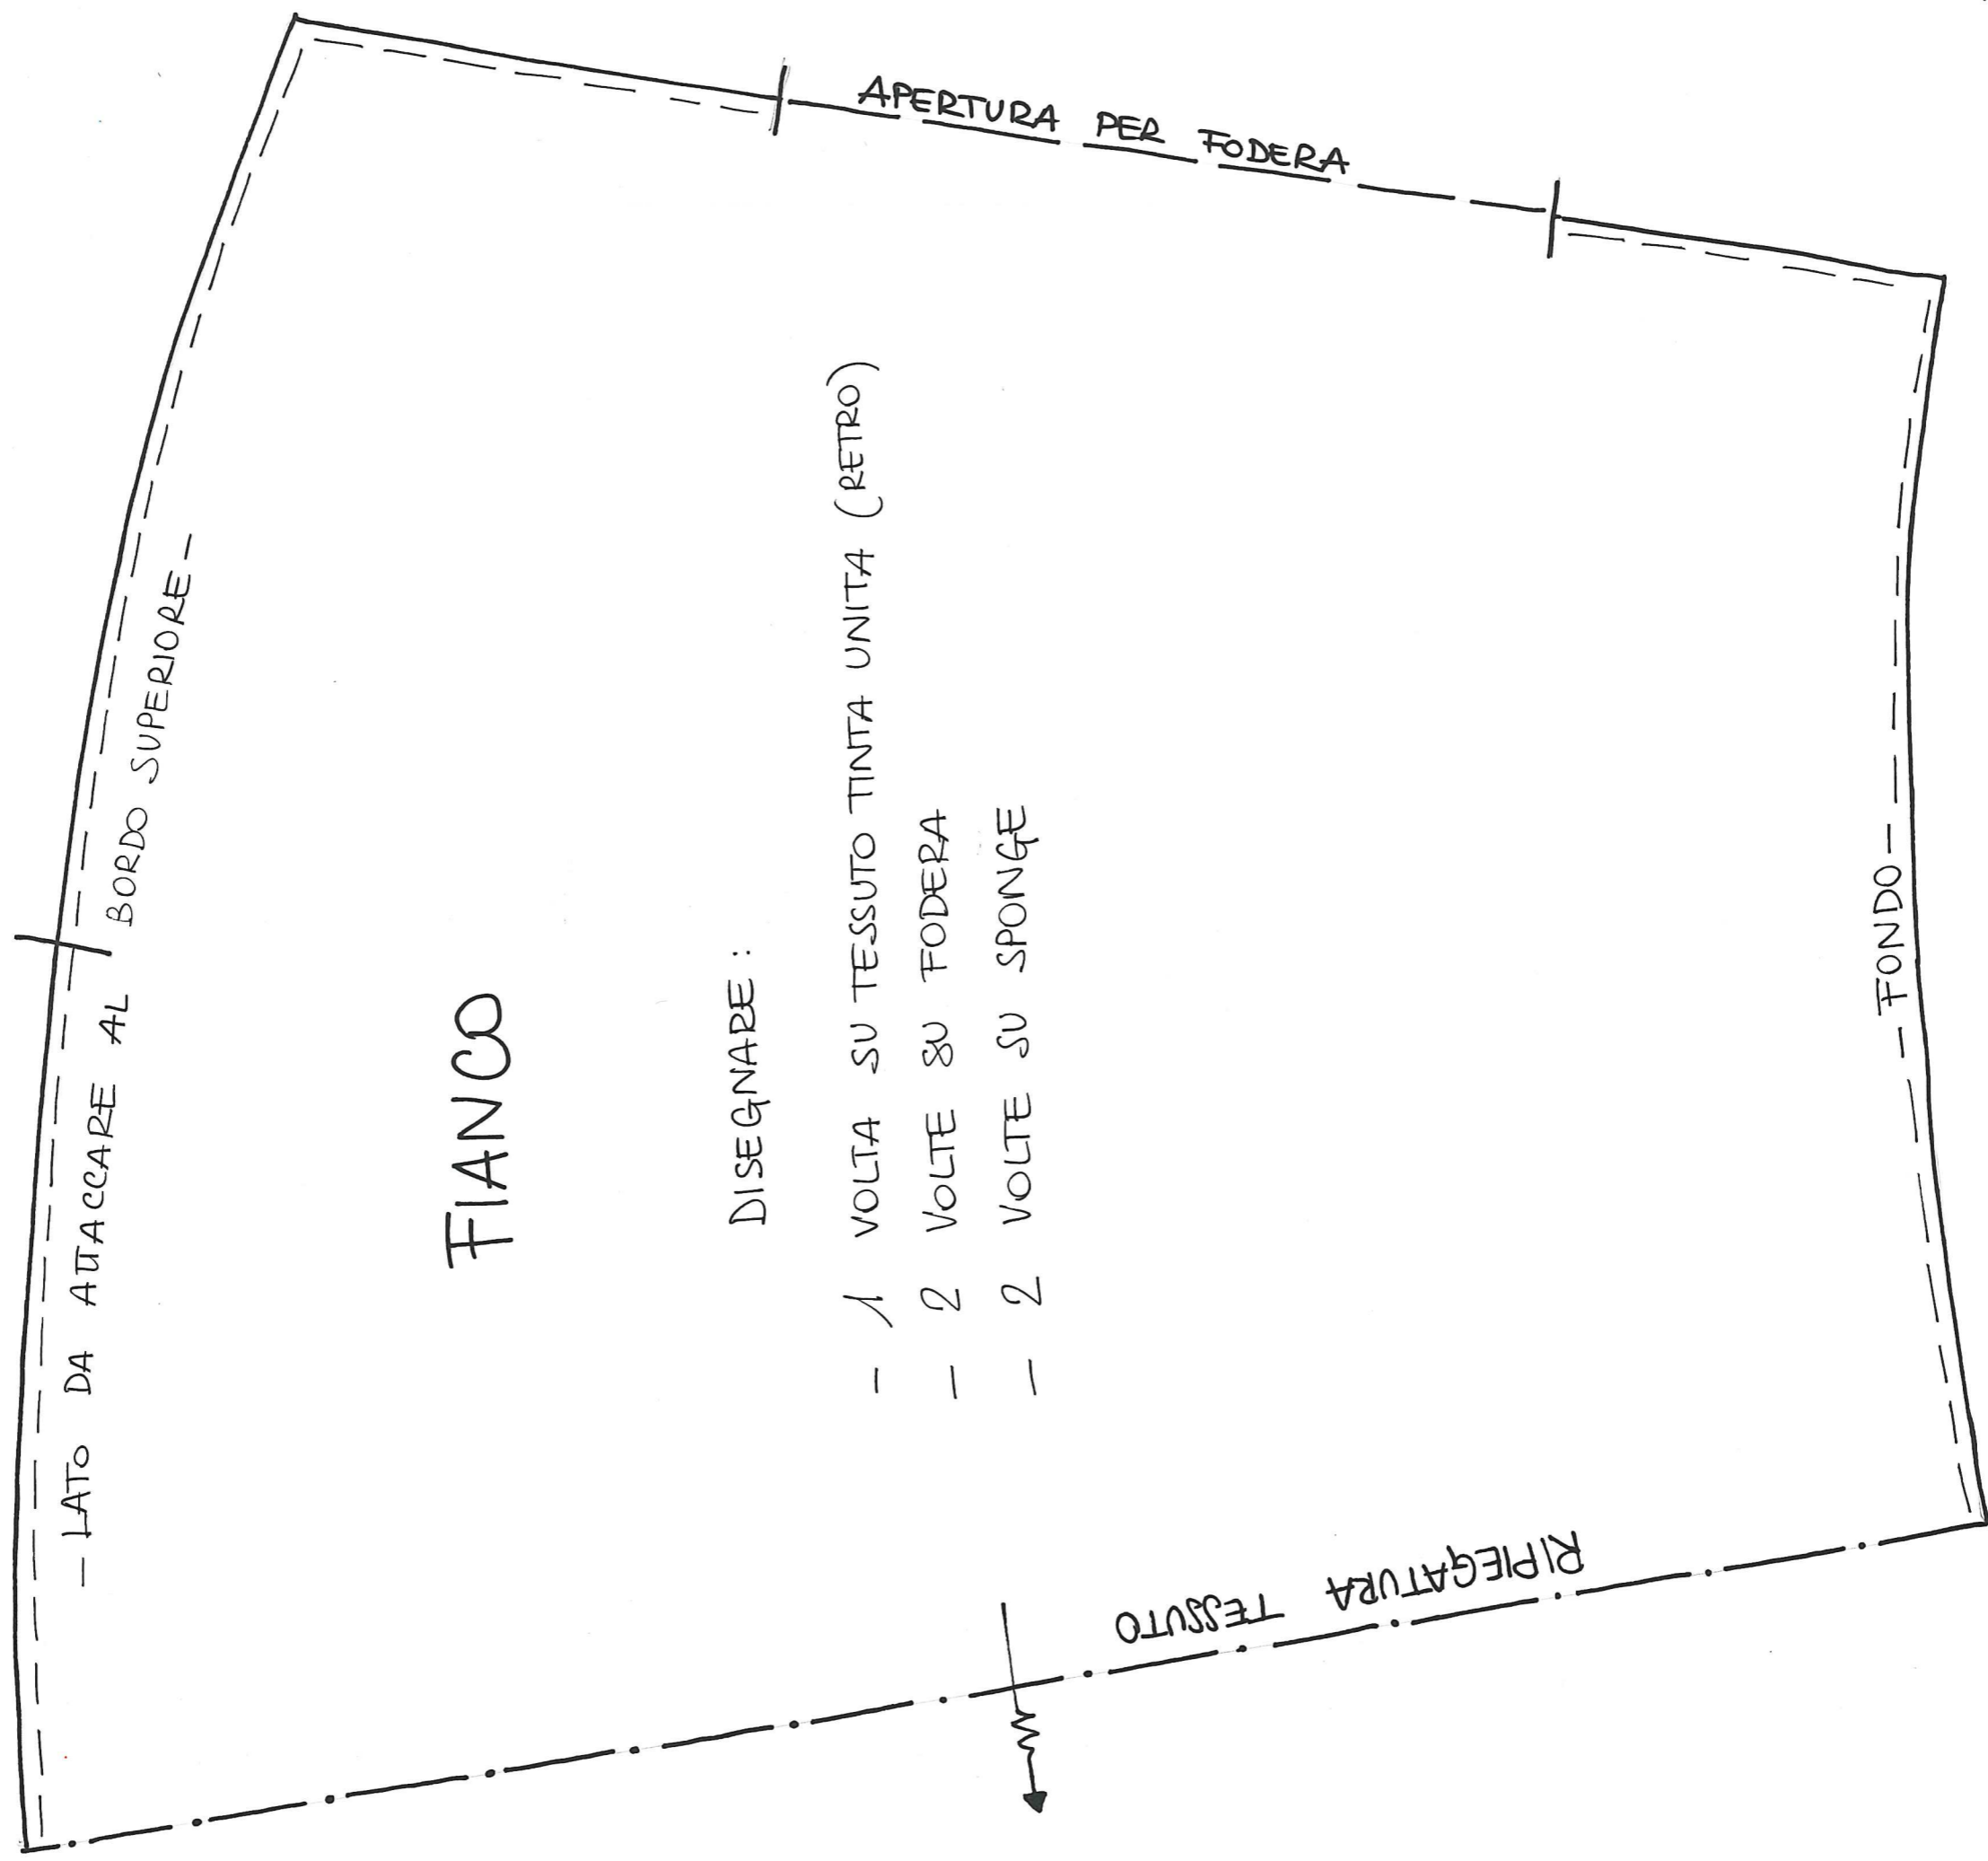 APERTURA PER FODERA
- LATO DA ATTACCARE AL BORDO SUPERIORE -
FIANCO
DISEGNARE :
- 1 VOLTA SU TESSUTO TINTA UNITA (RETRO)
- 2 VOLTE SU FODERA
- 2 VOLTE SU SPONGE
- FONDO -
RIPIEGATURA TESSUTO